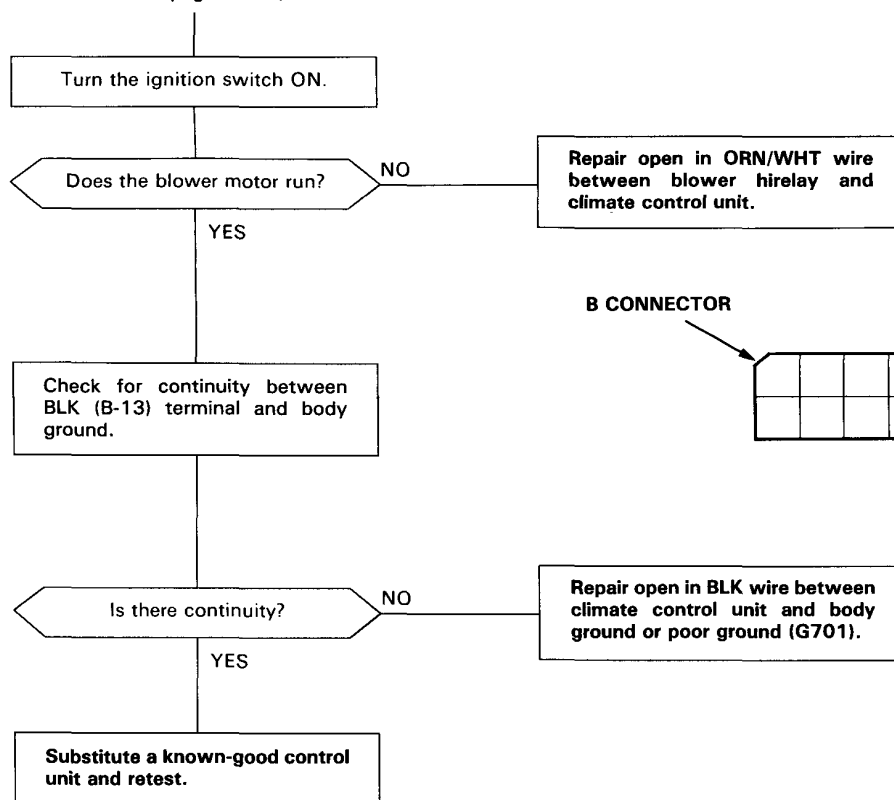 Turn the ignition switch ON.
Does the blower motor run?
NO
Repair open in ORN/WHT wire
between blower hirelay and
climate control unit.
YES
B CONNECTOR
Check for continuity between
BLK (B-13) terminal and body
ground.
Is there continuity?
NO
Repair open in BLK wire between
climate control unit and body
ground or poor ground (G701).
YES
Substitute a known-good control
unit and retest.